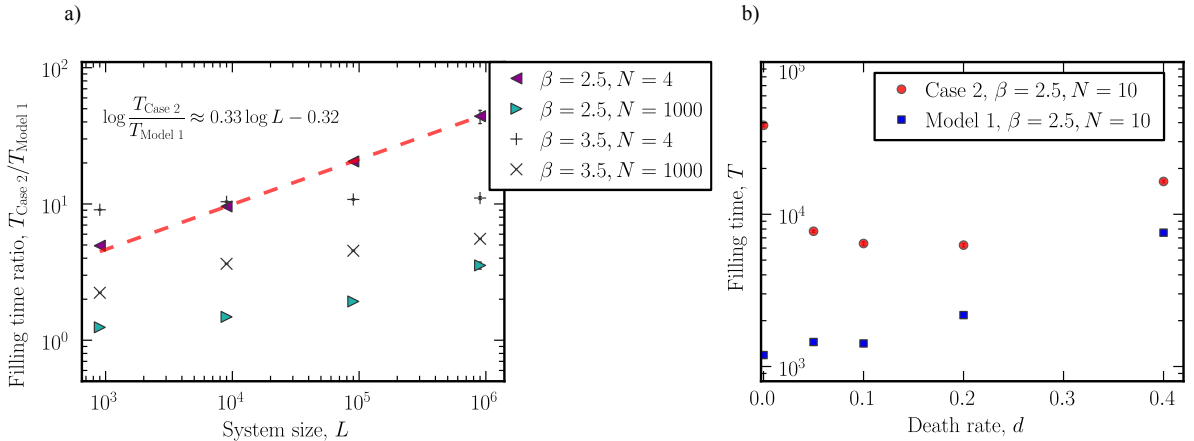 a)
b)
Filling time ratio, T_Case 2/T_Model 1
10^2
10^1
10^0
log T_Case 2/T_Model 1 ≈ 0.33 log L − 0.32
β = 2.5, N = 4
β = 2.5, N = 1000
β = 3.5, N = 4
β = 3.5, N = 1000
10^3 10^4 10^5 10^6
System size, L
Filling time, T
10^5
10^4
10^3
Case 2, β = 2.5, N = 10
Model 1, β = 2.5, N = 10
0.0 0.1 0.2 0.3 0.4
Death rate, d